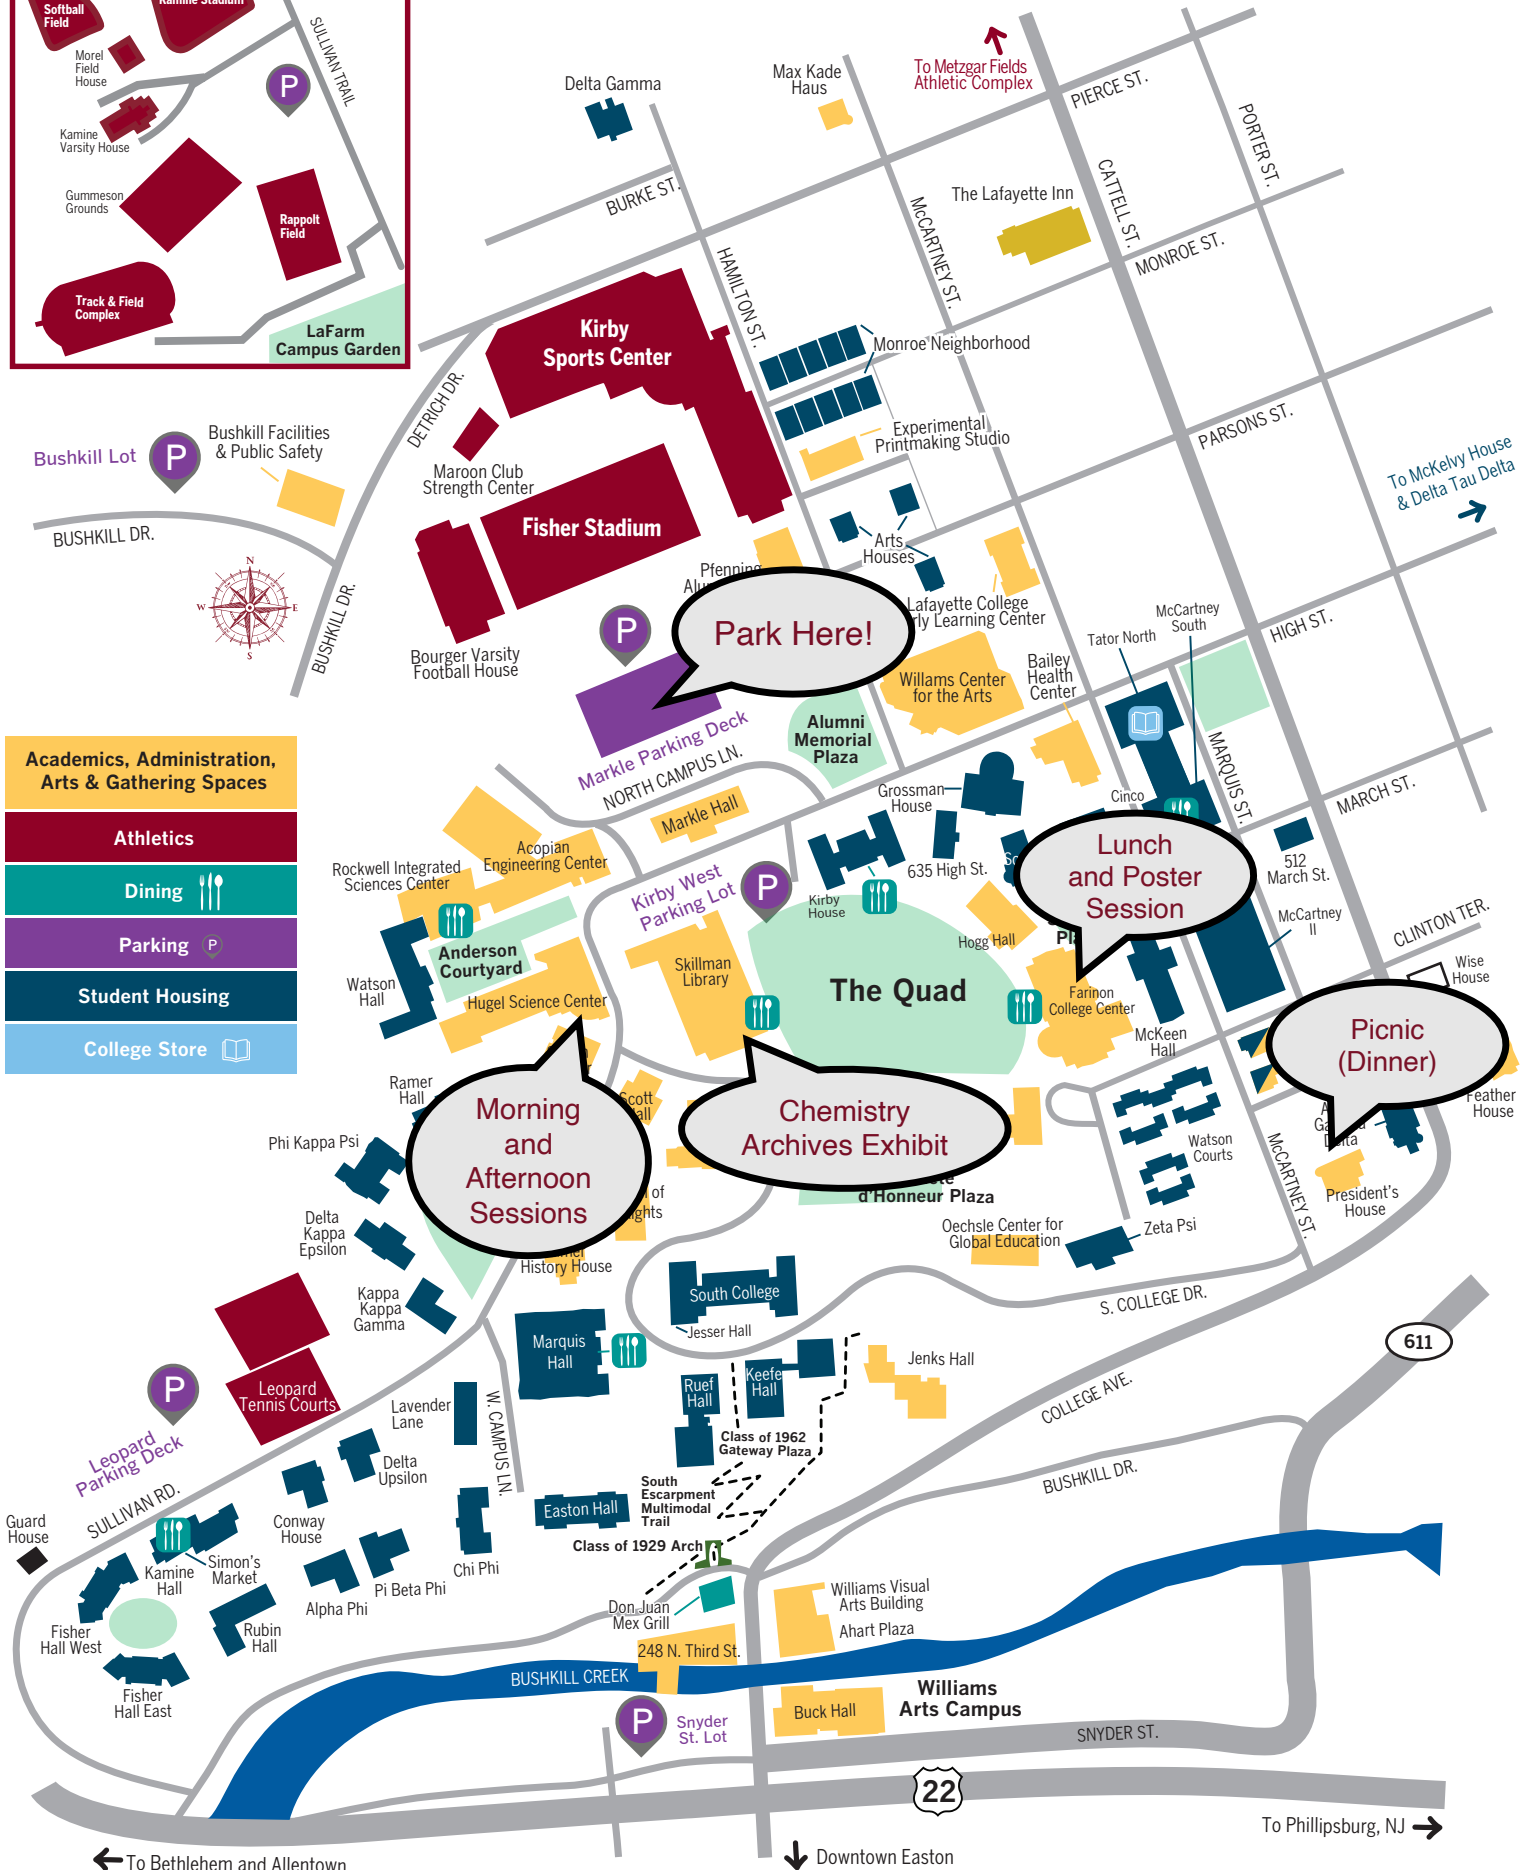 Softball
Field
Kamine Stadium
Morel
Field
House
SULLIVAN TRAIL
P
Kamine
Varsity House
Gummeson
Grounds
Rappolt
Field
Track & Field
Complex
LaFarm
Campus Garden
Delta Gamma
Max Kade
Haus
To Metzgar Fields
Athletic Complex
PIERCE ST.
PORTER ST.
CATTELL ST.
BURKE ST.
McCARTNEY ST.
The Lafayette Inn
MONROE ST.
HAMILTON ST.
Kirby
Sports Center
Monroe Neighborhood
DETRICH DR.
Experimental
Printmaking Studio
PARSONS ST.
To McKelvy House
& Delta Tau Delta
Bushkill Lot
P
Bushkill Facilities
& Public Safety
Maroon Club
Strength Center
Fisher Stadium
BUSHKILL DR.
Arts
Houses
N
W
E
S
BUSHKILL DR.
Pfenning
Park Here!
P
Lafayette College
Learning Center
Bourger Varsity
Football House
McCartney
South
Tator North
HIGH ST.
Bailey
Health
Center
Willams Center
for the Arts
Alumni
Memorial
Plaza
Markle Parking Deck
NORTH CAMPUS LN.
MARQUIS ST.
MARCH ST.
Academics, Administration,
Arts & Gathering Spaces
Athletics
Dining
Parking P
Student Housing
College Store
Grossman
House
Cinco
Markle Hall
Acopian
Engineering Center
Rockwell Integrated
Sciences Center
635 High St.
512
March St.
Lunch
and Poster
Session
Kirby West
Parking Lot
P
Kirby
House
McCartney
II
CLINTON TER.
Hogg Hall
Anderson
Courtyard
Watson
Hall
Hugel Science Center
Skillman
Library
The Quad
Farinon
College Center
Wise
House
McKeen
Hall
Picnic
(Dinner)
Ramer
Hall
Scott
Morning
and
Afternoon
Sessions
Chemistry
Archives Exhibit
Feather
House
Phi Kappa Psi
Watson
Courts
d'Honneur Plaza
McCARTNEY ST.
President's
House
Delta
Kappa
Epsilon
of
History House
Oechsle Center for
Global Education
Zeta Psi
Kappa
Kappa
Gamma
South College
Jesser Hall
S. COLLEGE DR.
611
Marquis
Hall
Jenks Hall
Keefe
Hall
Ruef
Hall
P
Leopard
Tennis Courts
Lavender
Lane
W. CAMPUS LN.
COLLEGE AVE.
Leopard
Parking Deck
Class of 1962
Gateway Plaza
Delta
Upsilon
South
Escarpment
Multimodal
Trail
BUSHKILL DR.
SULLIVAN RD.
Guard
House
Conway
House
Easton Hall
Class of 1929 Arch
Kamine
Hall
Simon's
Market
Chi Phi
Pi Beta Phi
Alpha Phi
Don Juan
Mex Grill
Williams Visual
Arts Building
Ahart Plaza
Fisher
Hall West
Rubin
Hall
248 N. Third St.
BUSHKILL CREEK
Fisher
Hall East
P
Snyder
St. Lot
Buck Hall
Williams
Arts Campus
SNYDER ST.
22
To Phillipsburg, NJ
To Bethlehem and Allentown
Downtown Easton